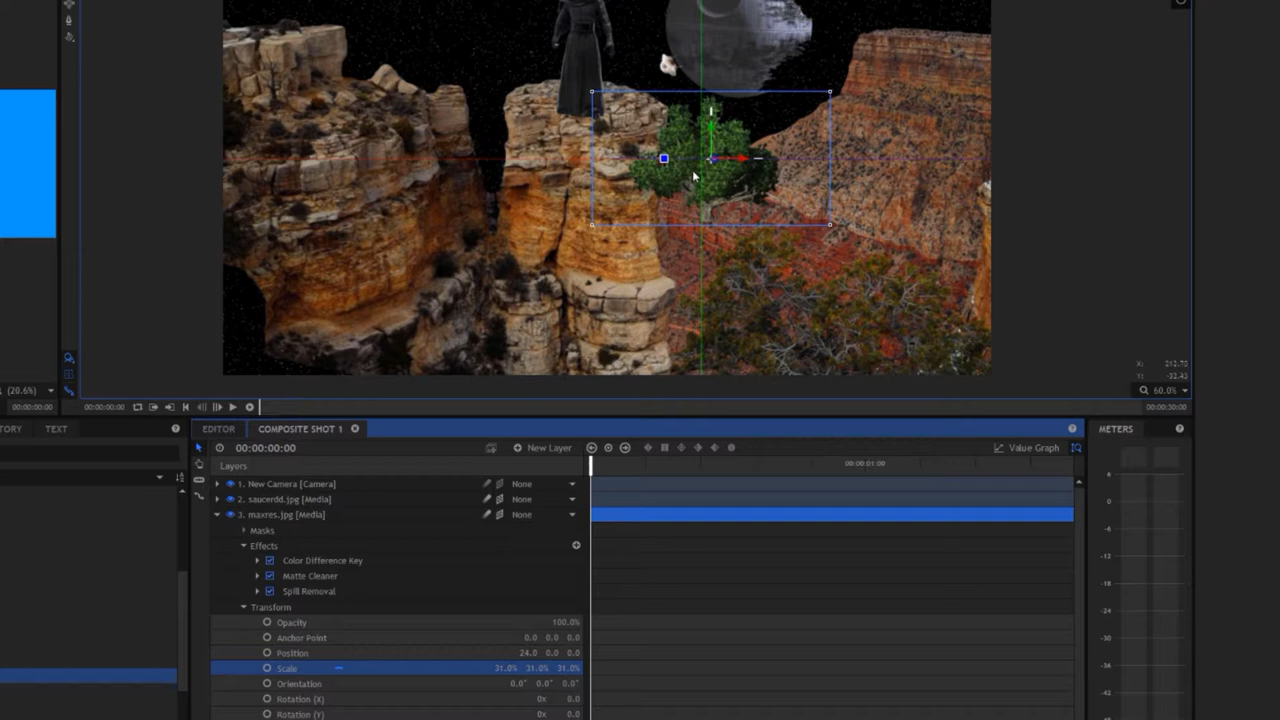 X: 212.70
Y: -32.43
(20.6%)
60.0%
00:00:00:00
00:00:00:00
00:00:30:00
TORY
TEXT
EDITOR
COMPOSITE SHOT 1
METERS
00:00:00:00
New Layer
Value Graph
Layers
00:00:01:00
1. New Camera [Camera]
None
2. saucerdd.jpg [Media]
None
3. maxres.jpg [Media]
None
Masks
Effects
Color Difference Key
Matte Cleaner
Spill Removal
Transform
Opacity
100.0%
Anchor Point
0.0 0.0 0.0
Position
24.0 0.0 0.0
Scale
31.0% 31.0% 31.0%
Orientation
0.0° 0.0° 0.0°
Rotation (X)
0x 0.0
Rotation (Y)
0x 0.0
6
0
-6
-12
-18
-24
-30
-36
-42